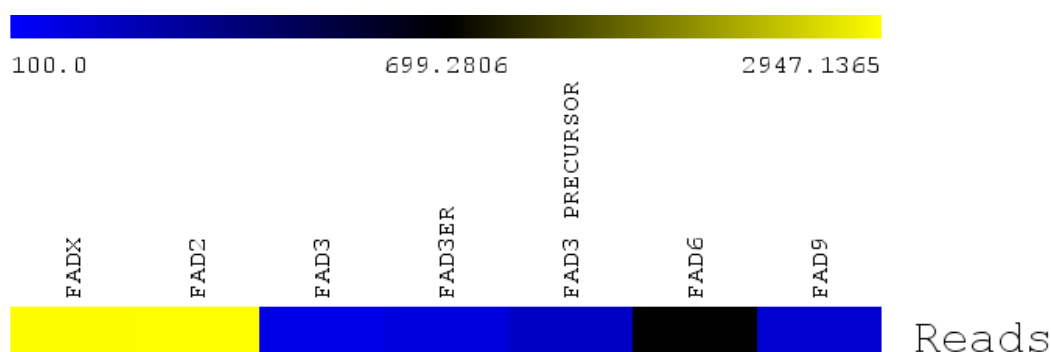 100.0 699.2806 2947.1365
FADX
FAD2
FAD3
FAD3ER
FAD3 PRECURSOR
FAD6
FAD9
Reads